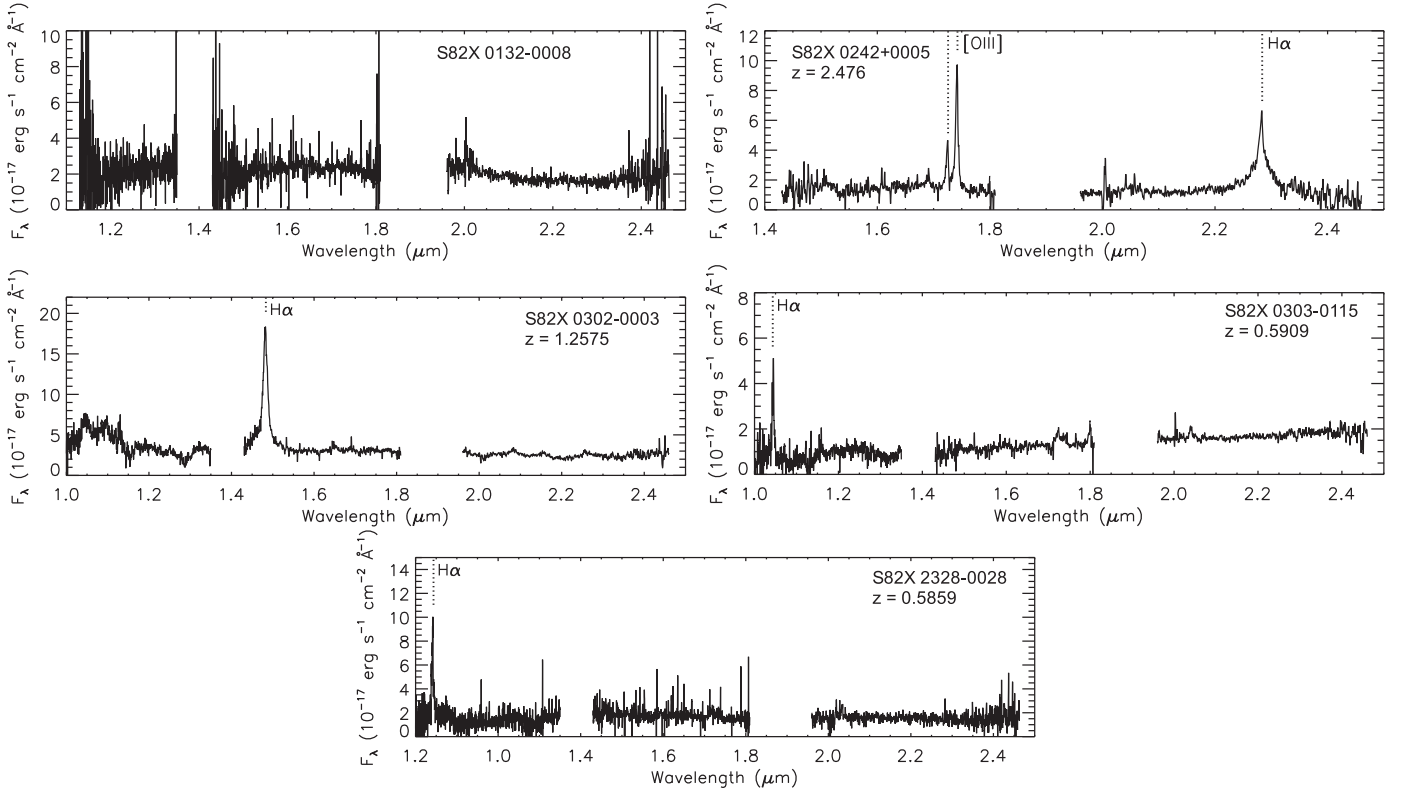 S82X 0132-0008
F_λ (10⁻¹⁷ erg s⁻¹ cm⁻² Å⁻¹)
10
8
6
4
2
0
1.2 1.4 1.6 1.8 2.0 2.2 2.4
Wavelength (μm)
S82X 0242+0005
z = 2.476
[OIII]
Hα
F_λ (10⁻¹⁷ erg s⁻¹ cm⁻² Å⁻¹)
12
10
8
6
4
2
0
1.4 1.6 1.8 2.0 2.2 2.4
Wavelength (μm)
Hα
S82X 0302-0003
z = 1.2575
F_λ (10⁻¹⁷ erg s⁻¹ cm⁻² Å⁻¹)
20
15
10
5
0
1.0 1.2 1.4 1.6 1.8 2.0 2.2 2.4
Wavelength (μm)
Hα
S82X 0303-0115
z = 0.5909
F_λ (10⁻¹⁷ erg s⁻¹ cm⁻² Å⁻¹)
8
6
4
2
0
1.0 1.2 1.4 1.6 1.8 2.0 2.2 2.4
Wavelength (μm)
Hα
S82X 2328-0028
z = 0.5859
F_λ (10⁻¹⁷ erg s⁻¹ cm⁻² Å⁻¹)
14
12
10
8
6
4
2
0
1.2 1.0 1.4 1.6 1.8 2.0 2.2 2.4
Wavelength (μm)